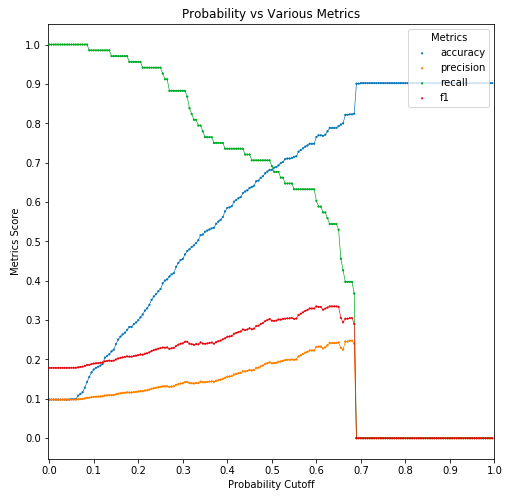 Probability vs Various Metrics
Metrics
accuracy
precision
recall
f1
Metrics Score
1.0
0.9
0.8
0.7
0.6
0.5
0.4
0.3
0.2
0.1
0.0
0.0 0.1 0.2 0.3 0.4 0.5 0.6 0.7 0.8 0.9 1.0
Probability Cutoff